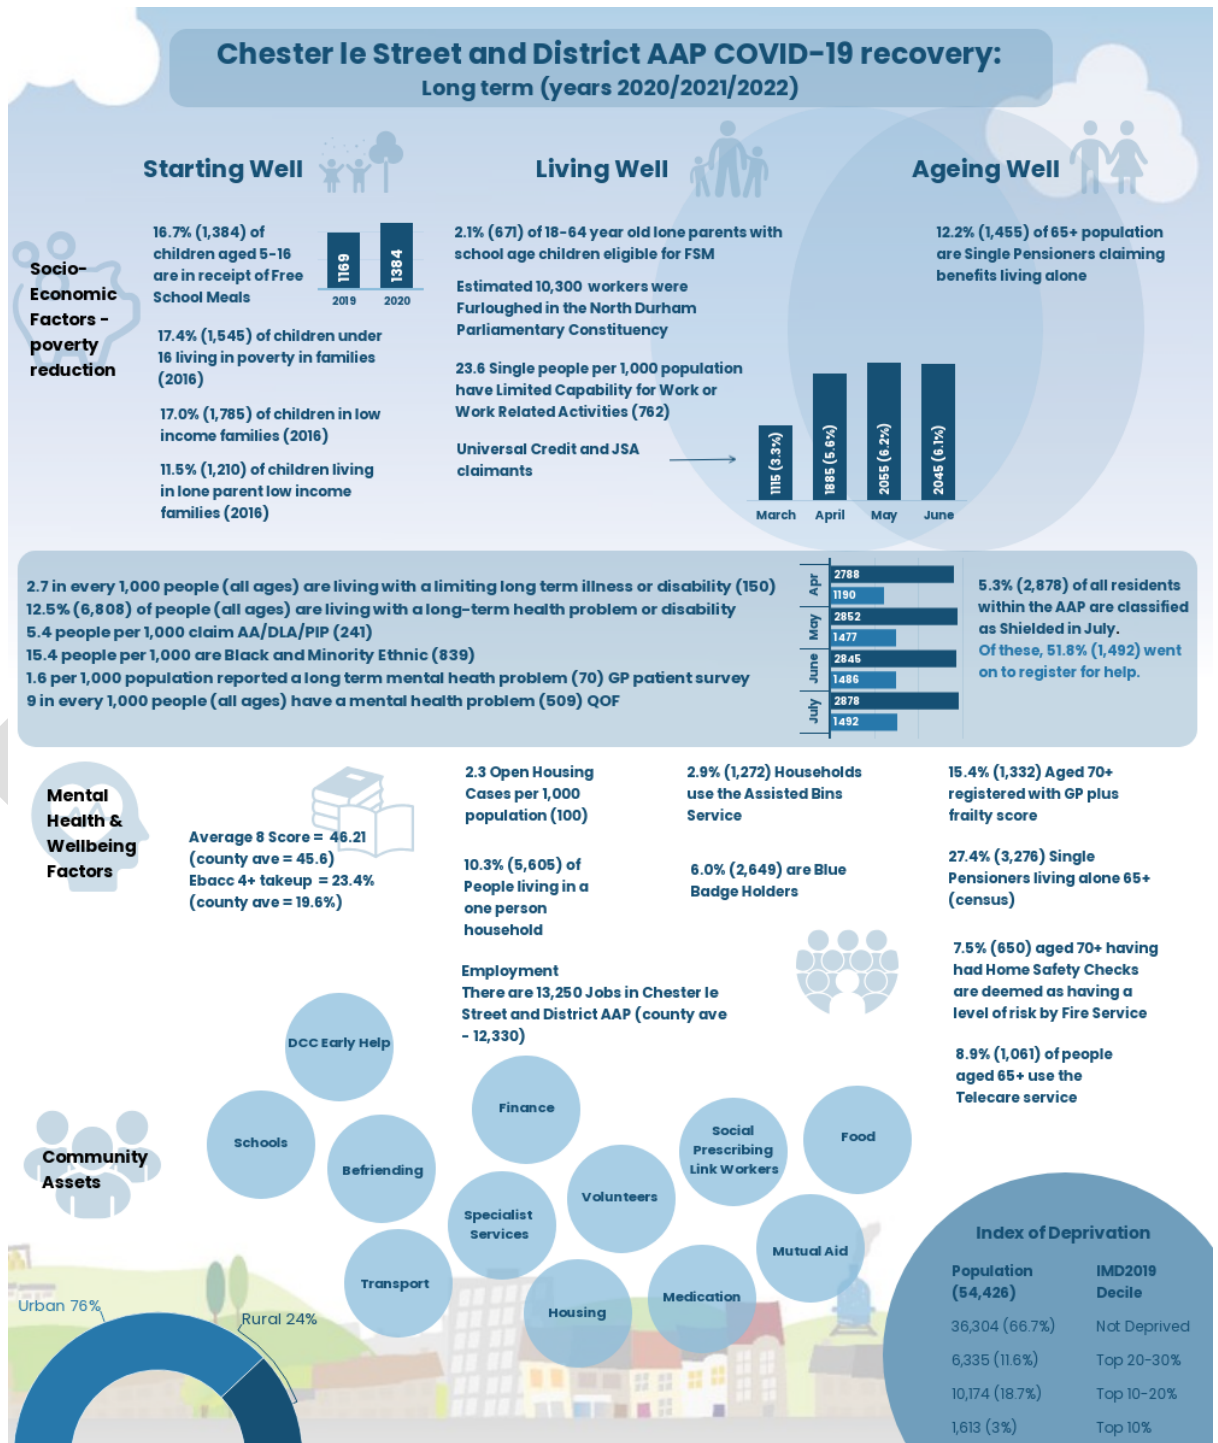 Chester le Street and District AAP COVID-19 recovery:
Long term (years 2020/2021/2022)
Starting Well
Living Well
Ageing Well
Socio-
Economic
Factors -
poverty
reduction
16.7% (1,384) of
children aged 5-16
are in receipt of Free
School Meals
1169
1384
2019
2020
17.4% (1,545) of children under
16 living in poverty in families
(2016)
17.0% (1,785) of children in low
income families (2016)
11.5% (1,210) of children living
in lone parent low income
families (2016)
2.1% (671) of 18-64 year old lone parents with
school age children eligible for FSM
Estimated 10,300 workers were
Furloughed in the North Durham
Parliamentary Constituency
23.6 Single people per 1,000 population
have Limited Capability for Work or
Work Related Activities (762)
Universal Credit and JSA
claimants
1115 (3.3%)
1885 (5.6%)
2055 (6.2%)
2045 (6.1%)
March
April
May
June
12.2% (1,455) of 65+ population
are Single Pensioners claiming
benefits living alone
2.7 in every 1,000 people (all ages) are living with a limiting long term illness or disability (150)
12.5% (6,808) of people (all ages) are living with a long-term health problem or disability
5.4 people per 1,000 claim AA/DLA/PIP (241)
15.4 people per 1,000 are Black and Minority Ethnic (839)
1.6 per 1,000 population reported a long term mental heath problem (70) GP patient survey
9 in every 1,000 people (all ages) have a mental health problem (509) QOF
Apr
2788
1190
May
2852
1477
June
2845
1486
July
2878
1492
5.3% (2,878) of all residents
within the AAP are classified
as Shielded in July.
Of these, 51.8% (1,492) went
on to register for help.
Mental
Health &
Wellbeing
Factors
Average 8 Score = 46.21
(county ave = 45.6)
Ebacc 4+ takeup = 23.4%
(county ave = 19.6%)
2.3 Open Housing
Cases per 1,000
population (100)
10.3% (5,605) of
People living in a
one person
household
Employment
There are 13,250 Jobs in Chester le
Street and District AAP (county ave
- 12,330)
2.9% (1,272) Households
use the Assisted Bins
Service
6.0% (2,649) are Blue
Badge Holders
15.4% (1,332) Aged 70+
registered with GP plus
frailty score
27.4% (3,276) Single
Pensioners living alone 65+
(census)
7.5% (650) aged 70+ having
had Home Safety Checks
are deemed as having a
level of risk by Fire Service
8.9% (1,061) of people
aged 65+ use the
Telecare service
Community
Assets
DCC Early Help
Schools
Befriending
Finance
Social
Prescribing
Link Workers
Food
Specialist
Services
Volunteers
Mutual Aid
Transport
Housing
Medication
Urban 76%
Rural 24%
Index of Deprivation
Population
(54,426)
IMD2019
Decile
36,304 (66.7%) Not Deprived
6,335 (11.6%) Top 20-30%
10,174 (18.7%) Top 10-20%
1,613 (3%) Top 10%